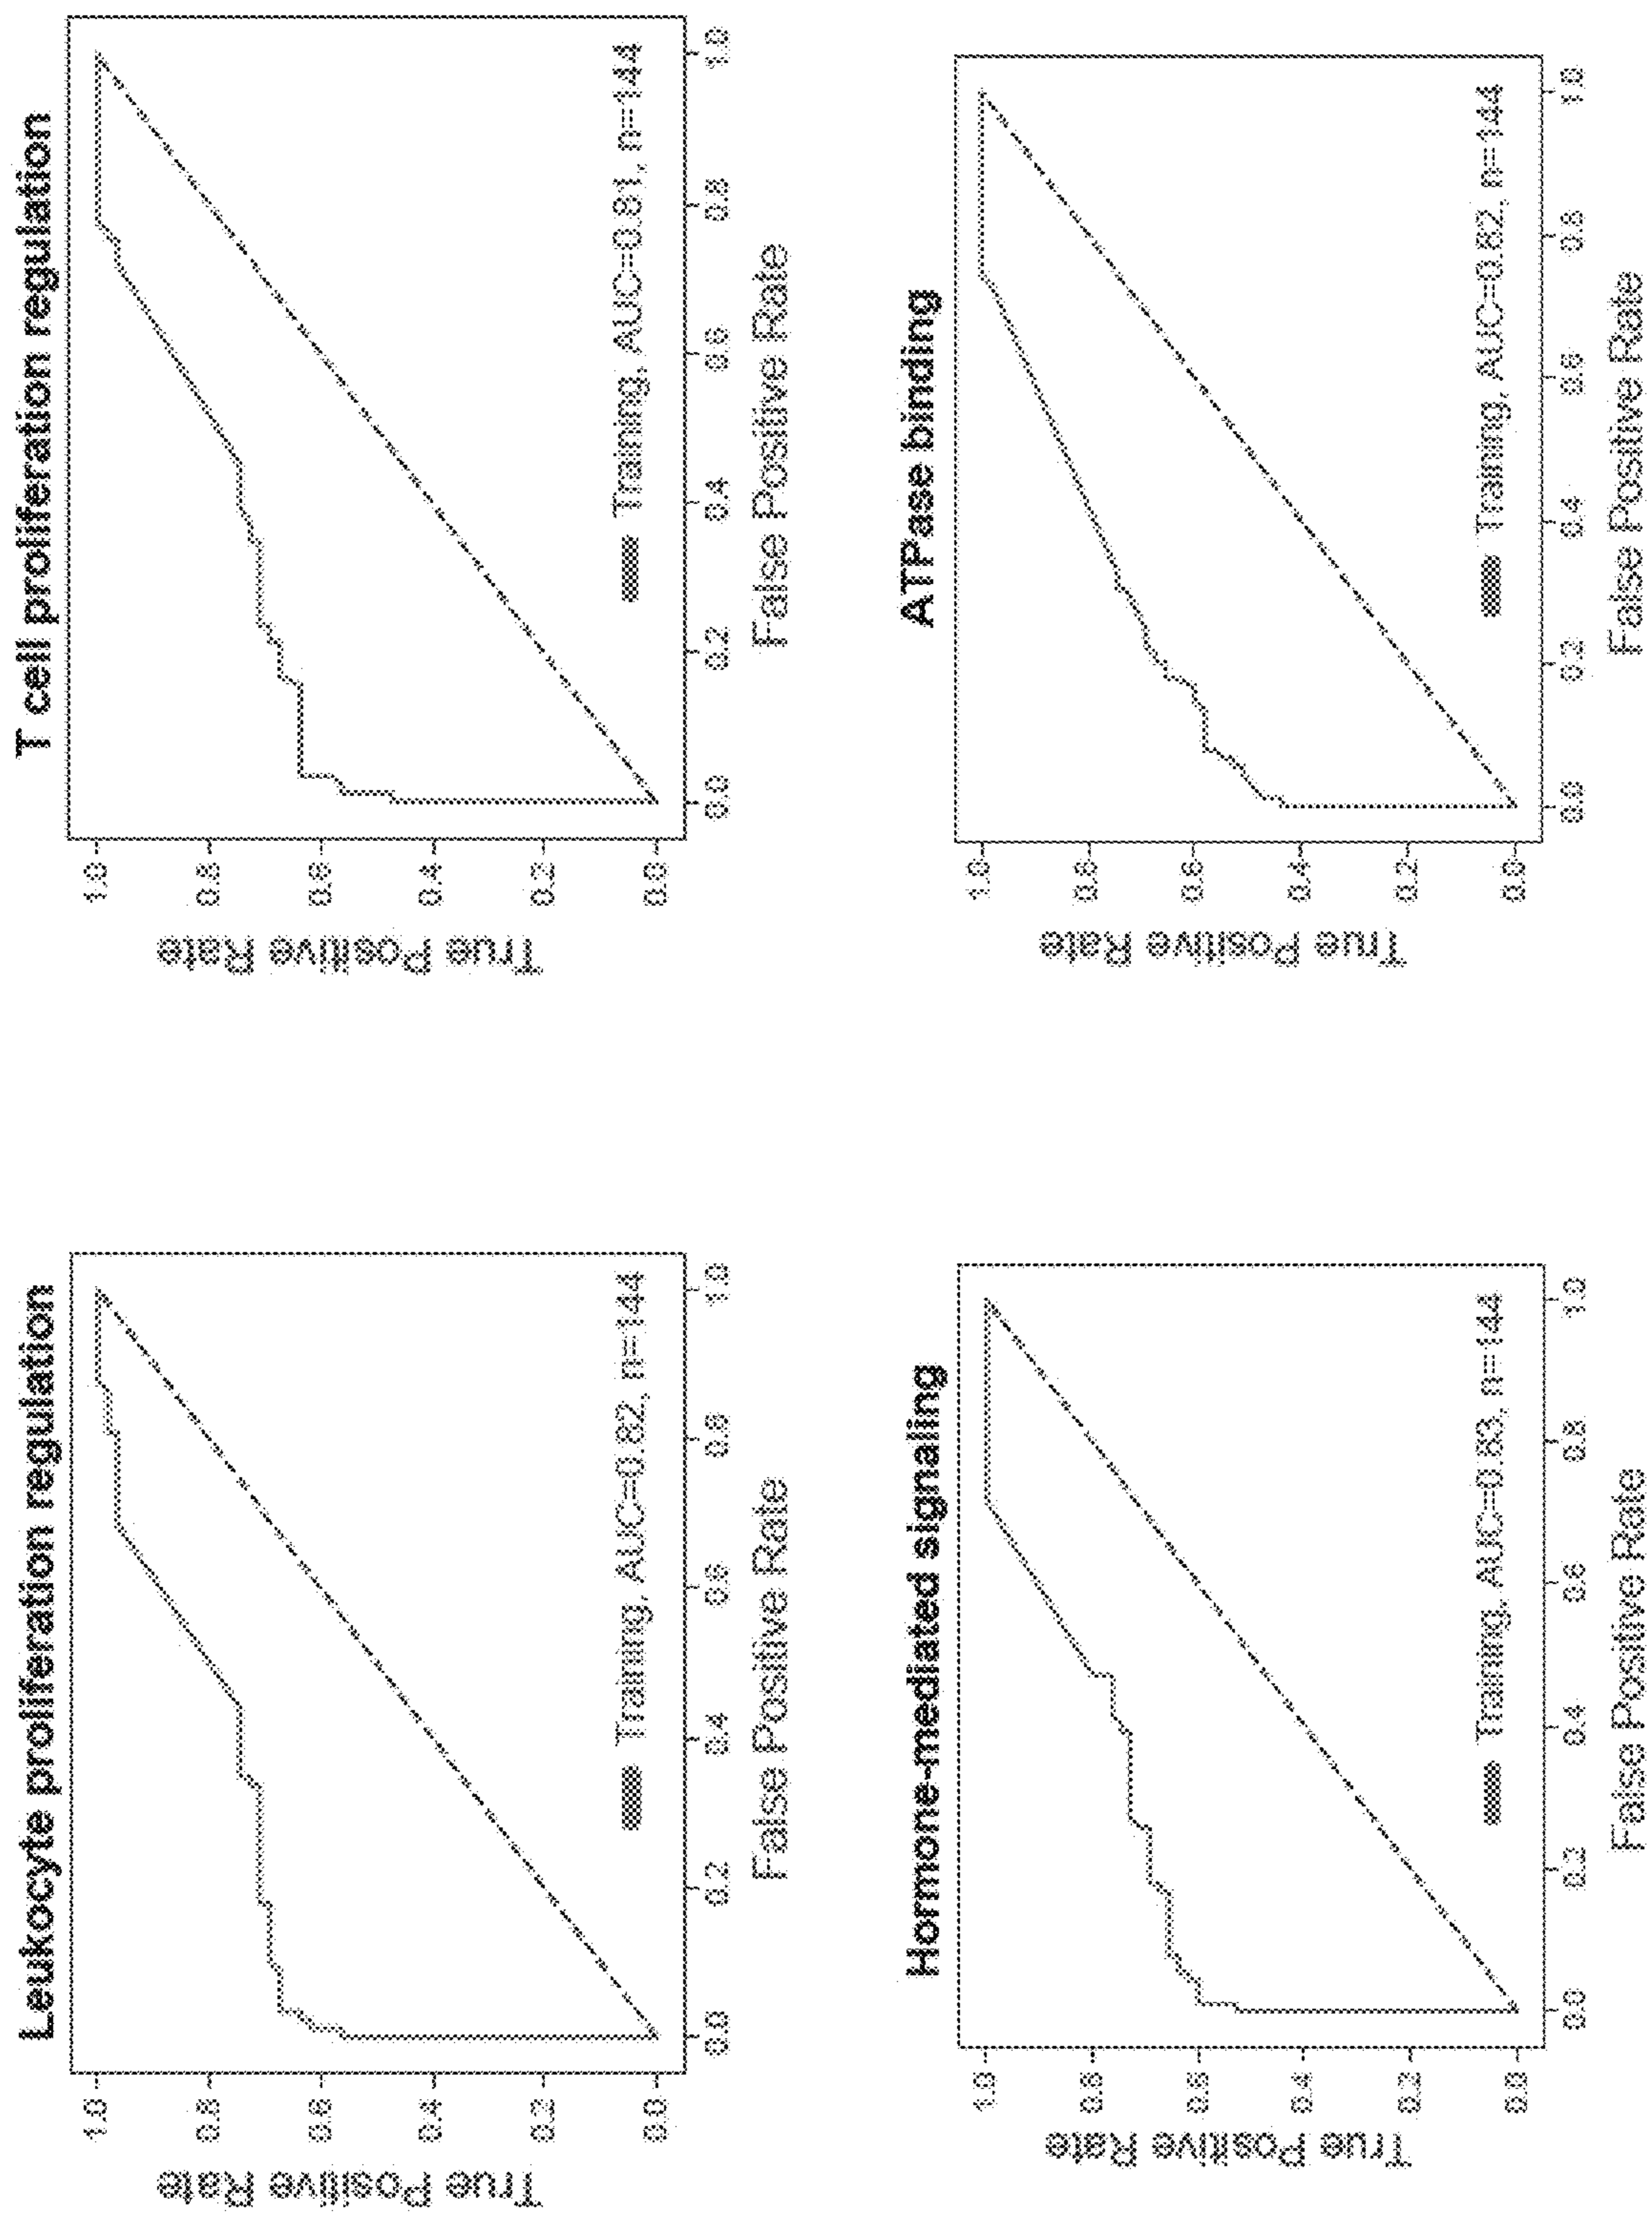 Leukocyte proliferation regulation
True Positive Rate
1.0
0.8
0.6
0.4
0.2
0.0
Training, AUC=0.82, n=144
0.0 0.2 0.4 0.6 0.8 1.0
False Positive Rate
T cell proliferation regulation
True Positive Rate
1.0
0.8
0.6
0.4
0.2
0.0
Training, AUC=0.81, n=144
0.0 0.2 0.4 0.6 0.8 1.0
False Positive Rate
Hormone-mediated signaling
True Positive Rate
1.0
0.8
0.6
0.4
0.2
0.0
Training, AUC=0.83, n=144
0.0 0.2 0.4 0.6 0.8 1.0
False Positive Rate
ATPase binding
True Positive Rate
1.0
0.8
0.6
0.4
0.2
0.0
Training, AUC=0.82, n=144
0.0 0.2 0.4 0.6 0.8 1.0
False Positive Rate